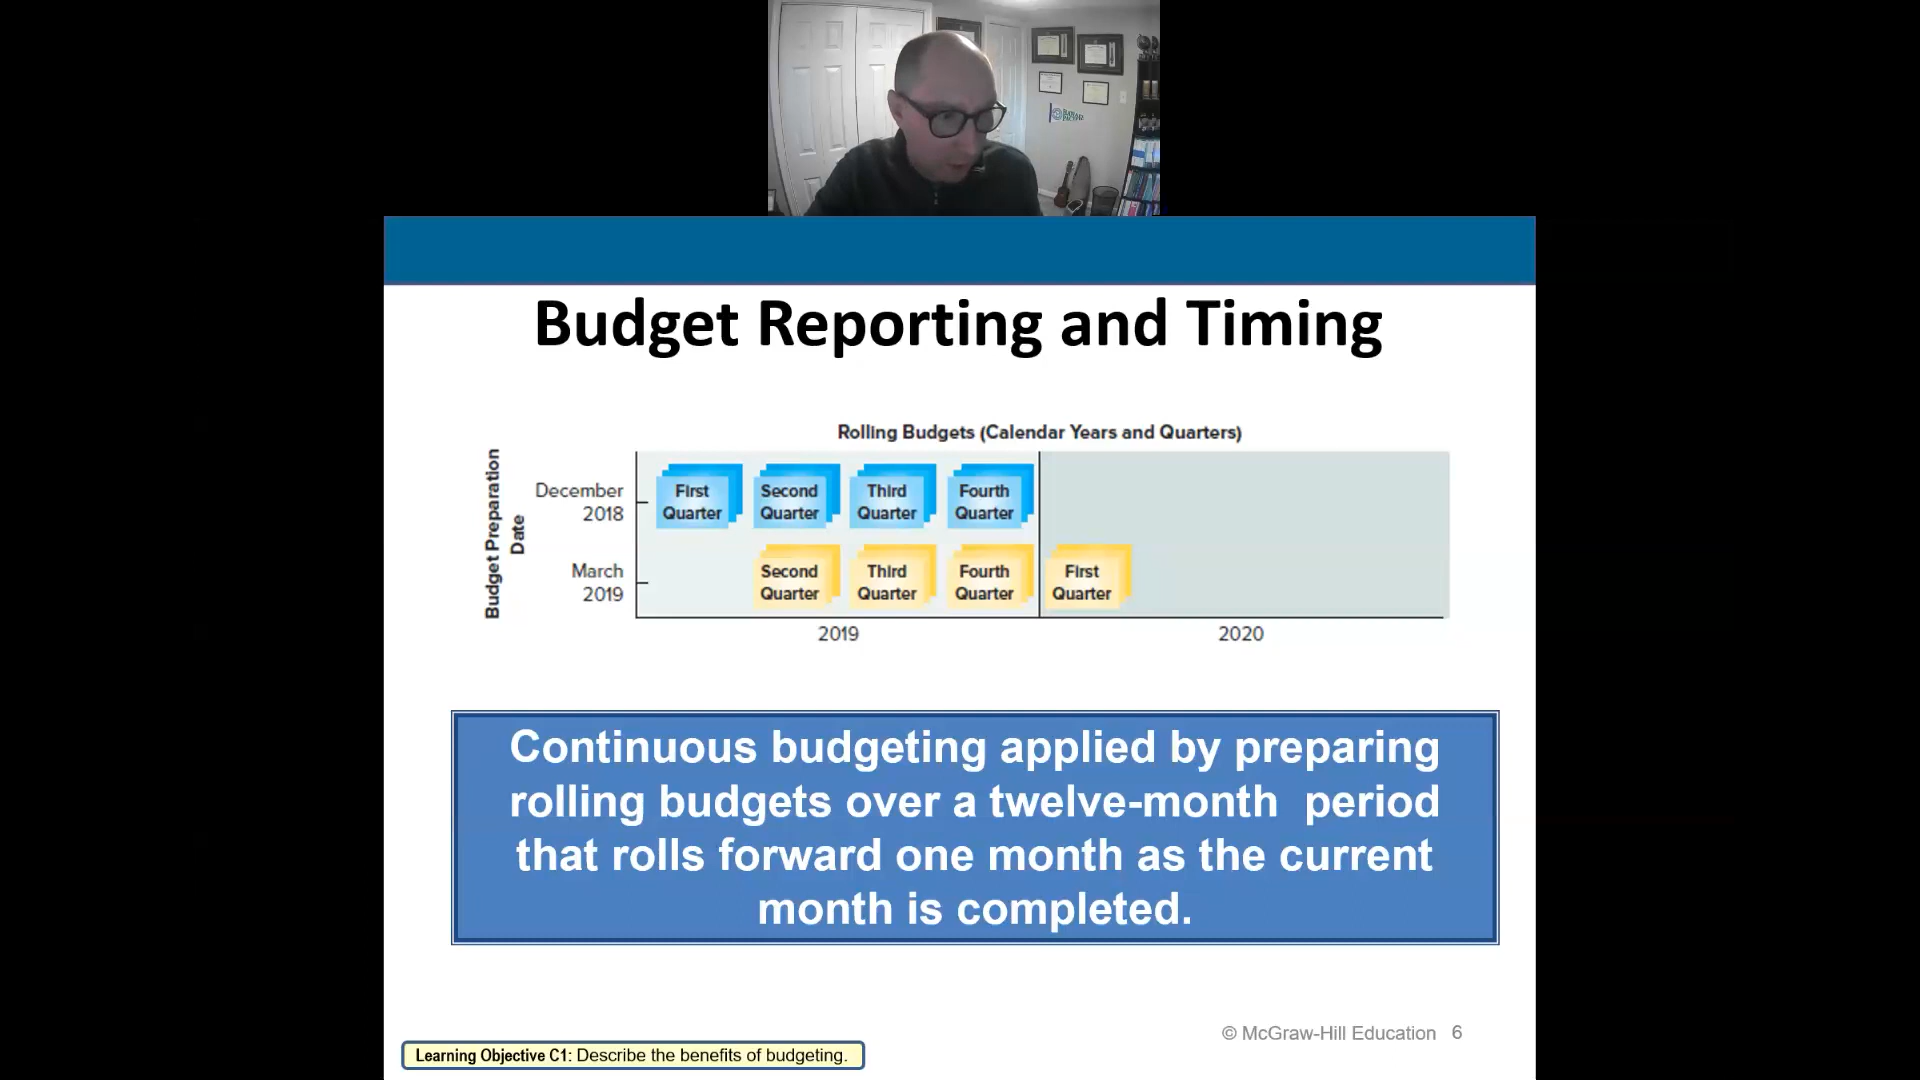 Budget Reporting and Timing
Rolling Budgets (Calendar Years and Quarters)
Budget Preparation
Date
December
2018
First
Quarter
Second
Quarter
Third
Quarter
Fourth
Quarter
March
2019
Second
Quarter
Third
Quarter
Fourth
Quarter
First
Quarter
2019
2020
Continuous budgeting applied by preparing
rolling budgets over a twelve-month period
that rolls forward one month as the current
month is completed.
© McGraw-Hill Education 6
Learning Objective C1: Describe the benefits of budgeting.